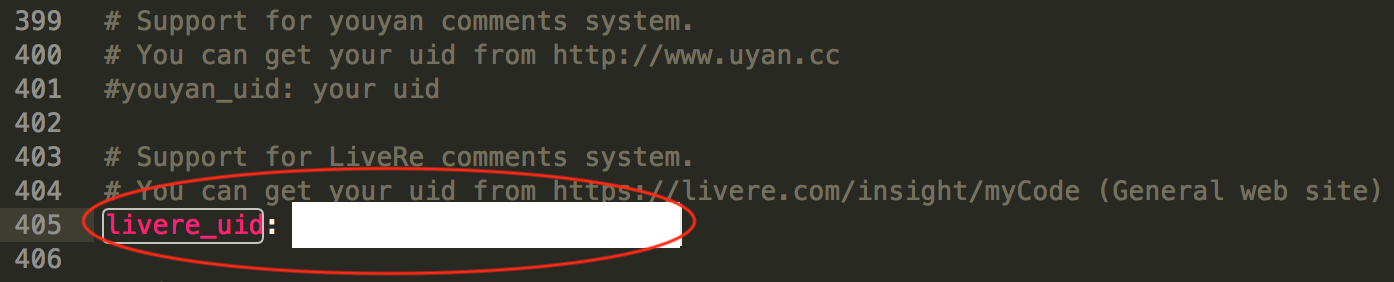 399 # Support for youyan comments system.
400 # You can get your uid from http://www.uyan.cc
401 #youyan_uid: your uid
402
403 # Support for LiveRe comments system.
404 # You can get your uid from https://livere.com/insight/myCode (General web site)
405 livere_uid:
406